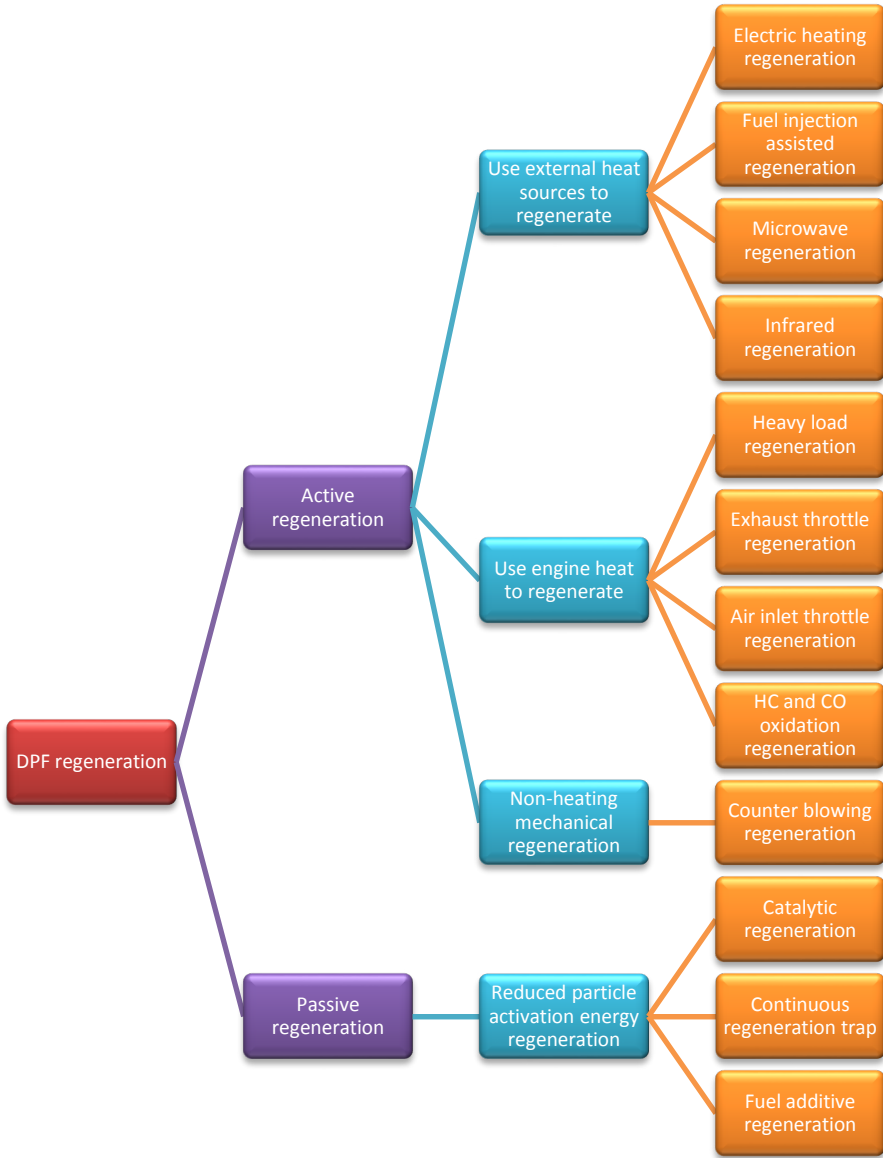 DPF regeneration
Active
regeneration
Use external heat
sources to
regenerate
Electric heating
regeneration
Fuel injection
assisted
regeneration
Microwave
regeneration
Infrared
regeneration
Use engine heat
to regenerate
Heavy load
regeneration
Exhaust throttle
regeneration
Air inlet throttle
regeneration
HC and CO
oxidation
regeneration
Non-heating
mechanical
regeneration
Counter blowing
regeneration
Passive
regeneration
Reduced particle
activation energy
regeneration
Catalytic
regeneration
Continuous
regeneration trap
Fuel additive
regeneration